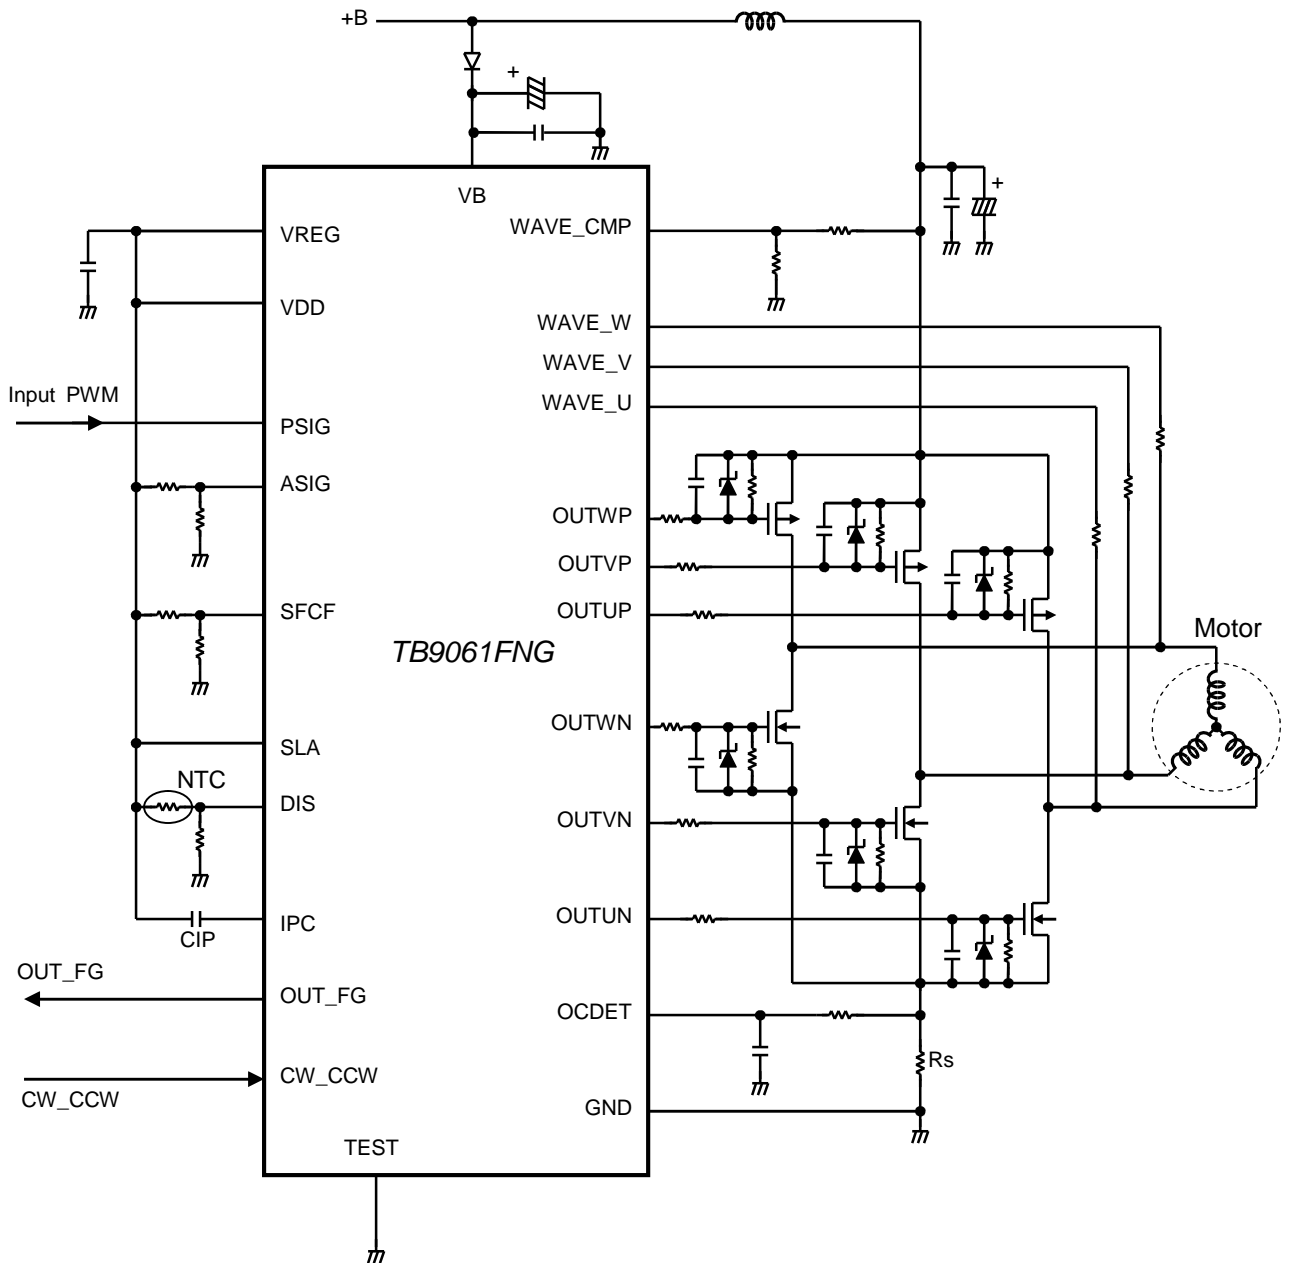 +B
+
VB
+
VREG
WAVE_CMP
VDD
WAVE_W
WAVE_V
Input PWM
WAVE_U
PSIG
ASIG
OUTWP
OUTVP
SFCF
OUTUP
TB9061FNG
Motor
OUTWN
SLA
NTC
DIS
OUTVN
IPC
OUTUN
CIP
OUT_FG
OUT_FG
OCDET
Rs
CW_CCW
CW_CCW
GND
TEST